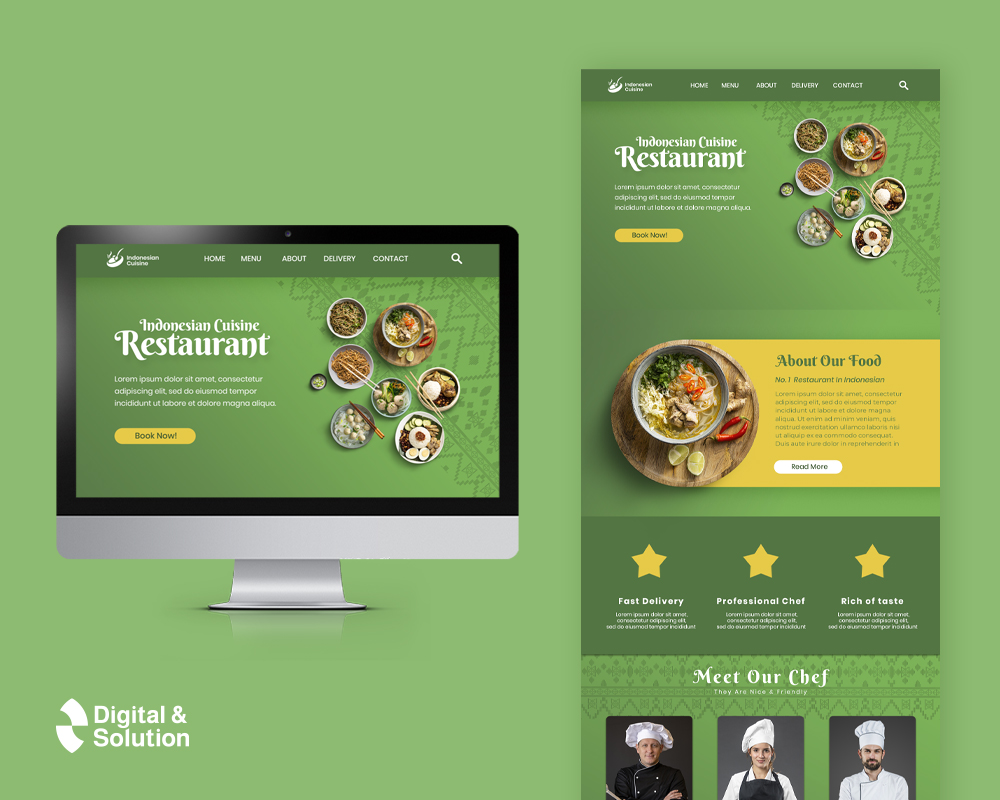 Indonesian
Cuisine
HOME MENU ABOUT DELIVERY CONTACT
Indonesian Cuisine
Restaurant
Lorem ipsum dolor sit amet, consectetur
adipiscing elit, sed do eiusmod tempor
incididunt ut labore et dolore magna aliqua.
Book Now!
Digital &
Solution
Indonesian
Cuisine
HOME MENU ABOUT DELIVERY CONTACT
Indonesian Cuisine
Restaurant
Lorem ipsum dolor sit amet, consectetur
adipiscing elit, sed do eiusmod tempor
incididunt ut labore et dolore magna aliqua.
Book Now!
About Our Food
No. 1 Restaurant In Indonesian
Lorem ipsum dolor sit amet, consectetur
adipiscing elit, sed do eiusmod tempor
incididunt ut labore et dolore magna
aliqua. Ut enim ad minim veniam, quis
nostrud exercitation ullamco laboris nisi
ut aliquip ex ea commodo consequat.
Duis aute irure dolor in reprehenderit in
Read More
Fast Delivery
Lorem ipsum dolor sit amet,
consectetur adipiscing elit,
sed do eiusmod tempor incididunt
Professional Chef
Lorem ipsum dolor sit amet,
consectetur adipiscing elit,
sed do eiusmod tempor incididunt
Rich of taste
Lorem ipsum dolor sit amet,
consectetur adipiscing elit,
sed do eiusmod tempor incididunt
Meet Our Chef
They Are Nice & Friendly